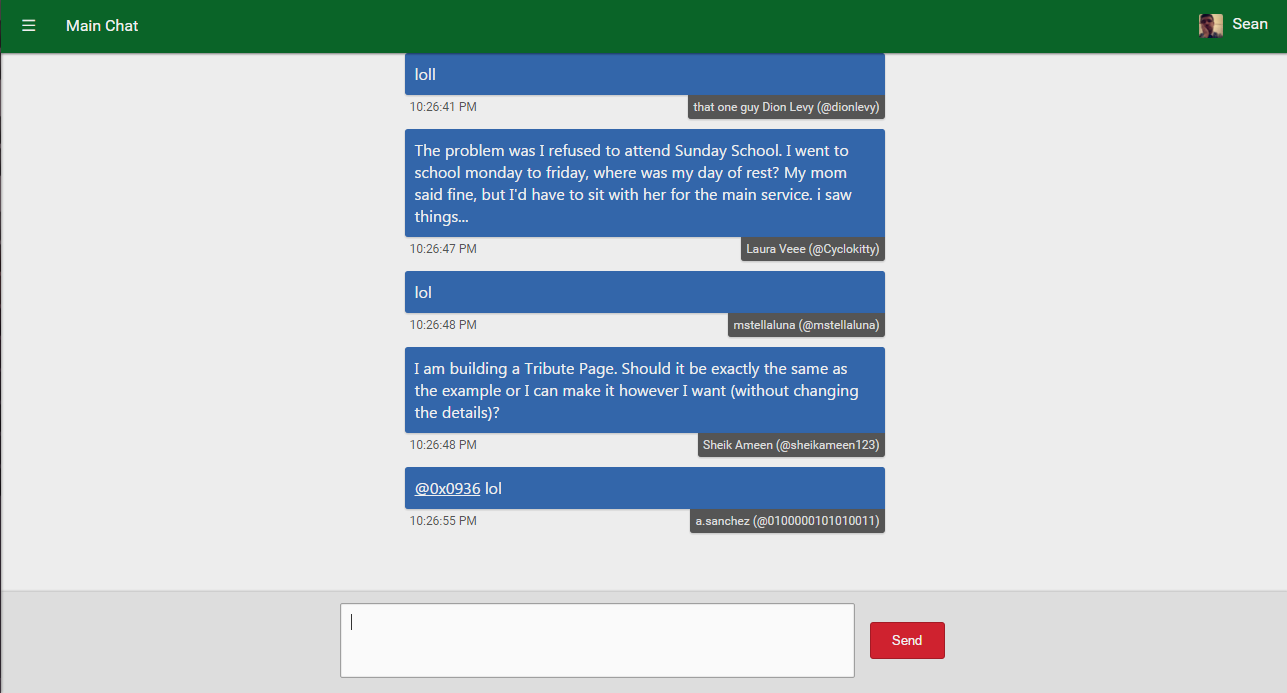 ☰ Main Chat Sean
loll
10:26:41 PM that one guy Dion Levy (@dionlevy)
The problem was I refused to attend Sunday School. I went to
school monday to friday, where was my day of rest? My mom
said fine, but I'd have to sit with her for the main service. i saw
things...
10:26:47 PM Laura Veee (@Cyclokitty)
lol
10:26:48 PM mstellaluna (@mstellaluna)
I am building a Tribute Page. Should it be exactly the same as
the example or I can make it however I want (without changing
the details)?
10:26:48 PM Sheik Ameen (@sheikameen123)
@0x0936 lol
10:26:55 PM a.sanchez (@0100000101010011)
Send